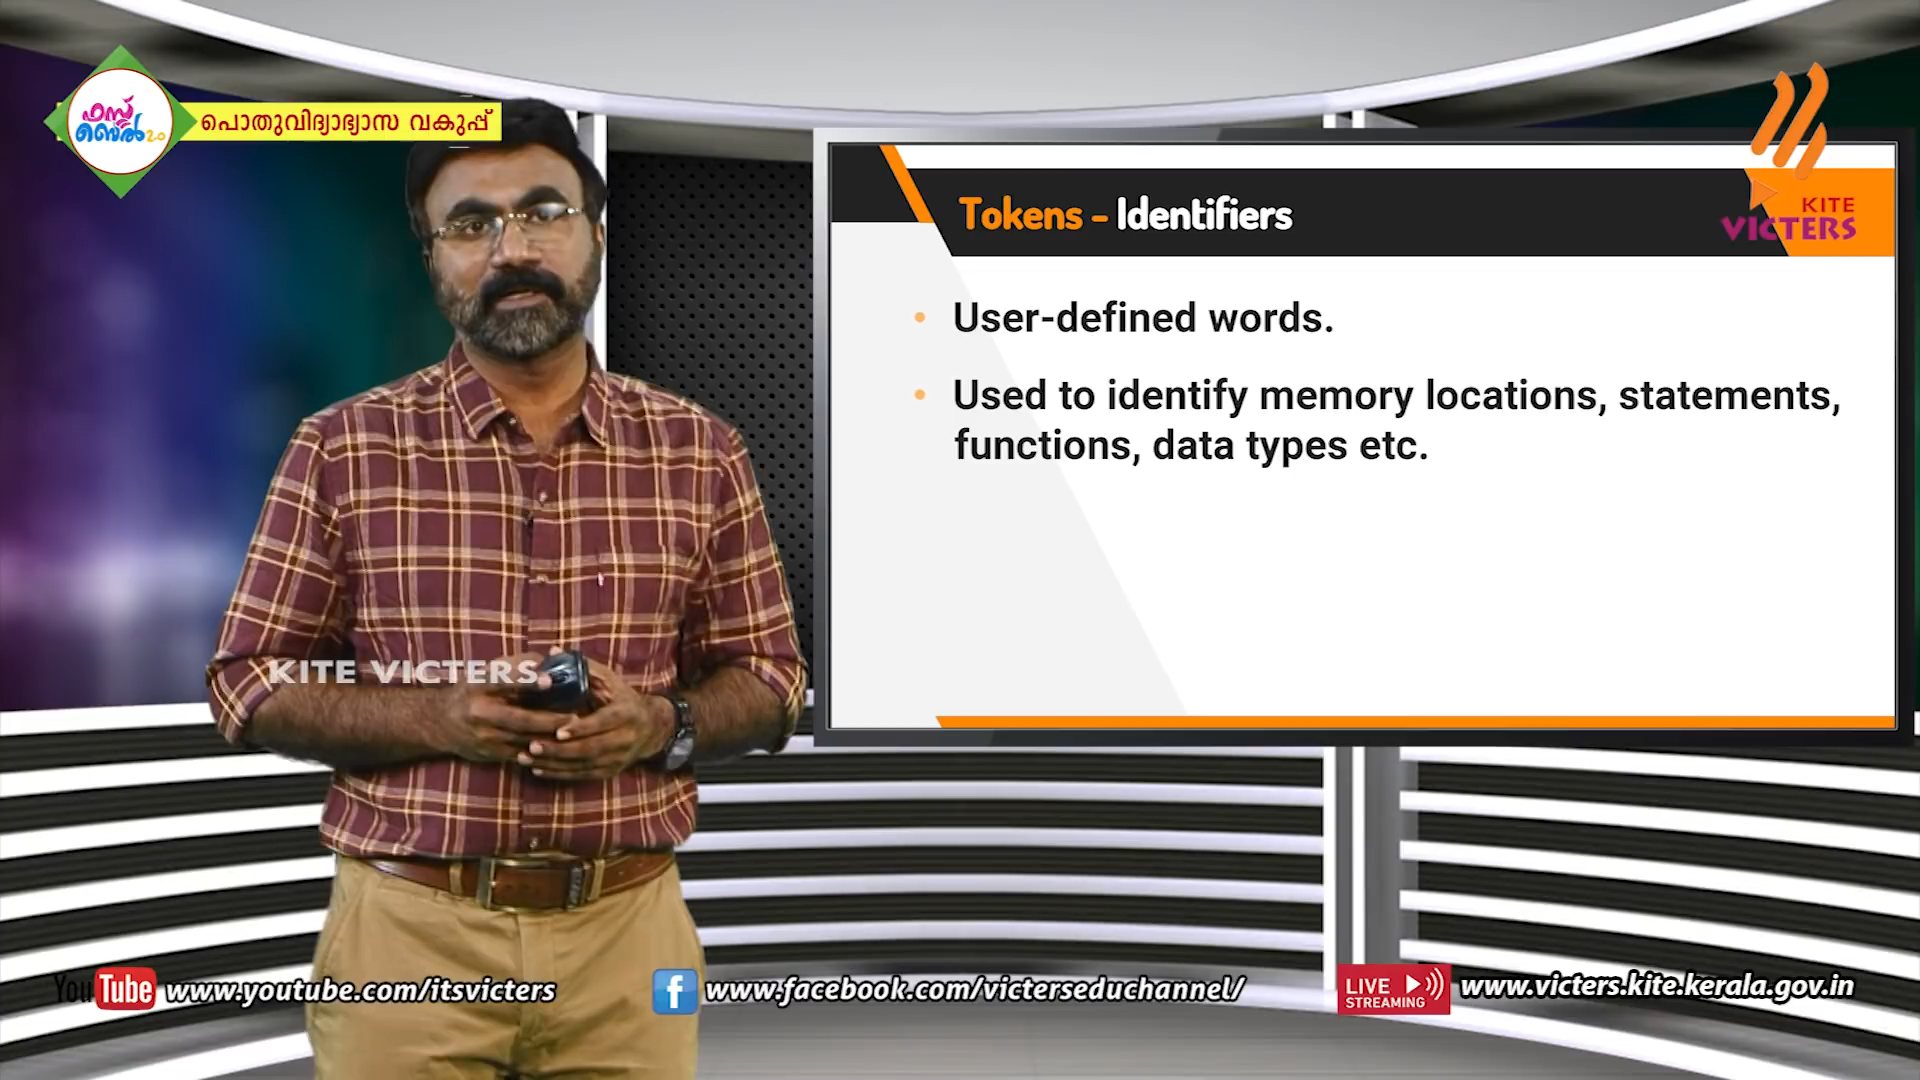 ഫസ്റ്റ്
ബെൽ 2.0
പൊതുവിദ്യാഭ്യാസ വകുപ്പ്
KITE
VICTERS
Tokens - Identifiers
• User-defined words.
• Used to identify memory locations, statements,
functions, data types etc.
KITE VICTERS
YouTube www.youtube.com/itsvicters
f www.facebook.com/victerseduchannel/
LIVE
STREAMING
www.victers.kite.kerala.gov.in